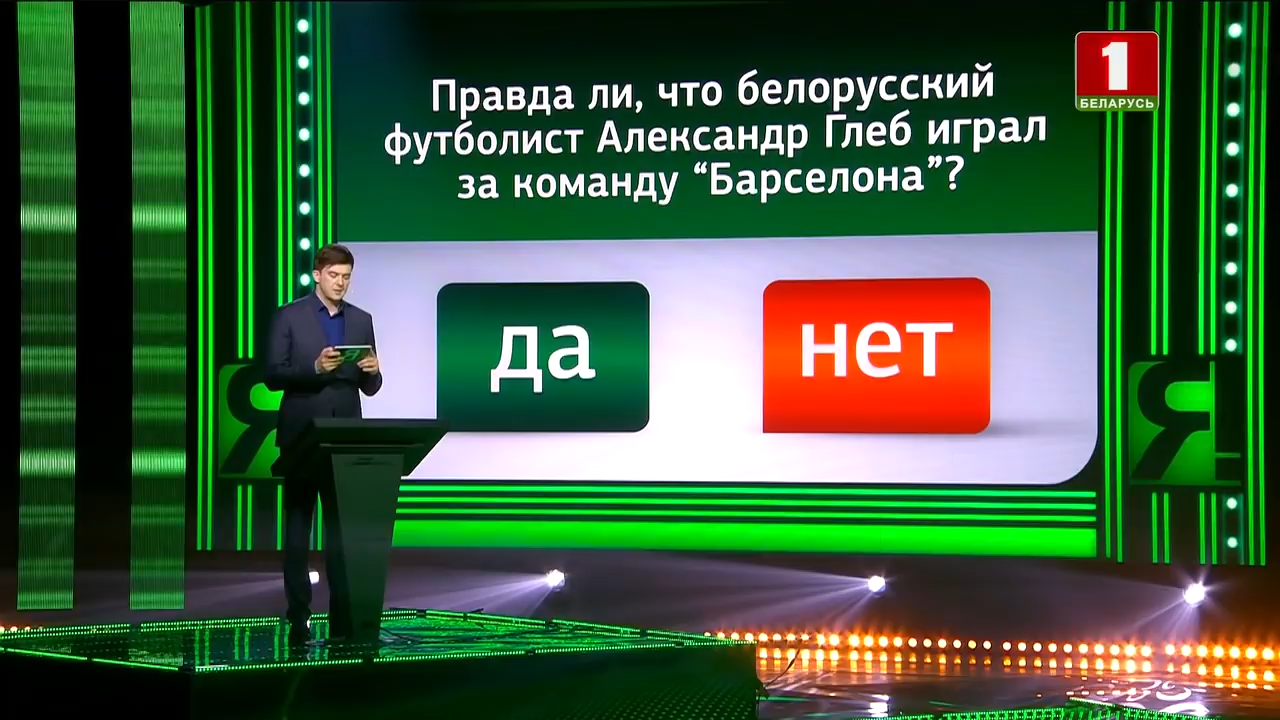 1
БЕЛАРУСЬ
Правда ли, что белорусский
футболист Александр Глеб играл
за команду “Барселона”?
да
нет
Я
Я!